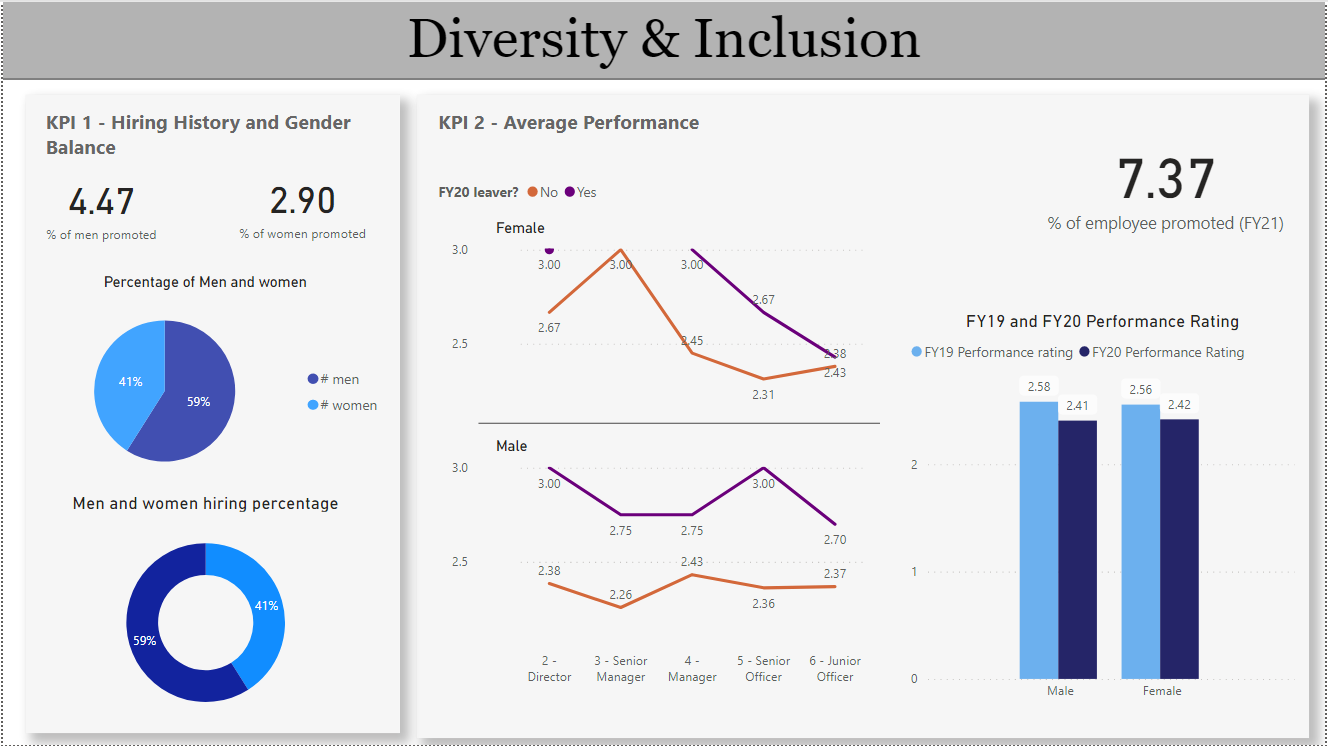 Diversity & Inclusion
KPI 1 - Hiring History and Gender
Balance
4.47
% of men promoted
2.90
% of women promoted
Percentage of Men and women
41%
59%
# men
# women
Men and women hiring percentage
41%
59%
KPI 2 - Average Performance
FY20 leaver? No Yes
Female
3.0
2.5
3.00
3.00
3.00
2.67
2.67
2.45
2.38
2.43
2.31
Male
3.0
2.5
3.00
3.00
2.75
2.75
2.70
2.38
2.26
2.43
2.36
2.37
2 -
Director
3 - Senior
Manager
4 -
Manager
5 - Senior
Officer
6 - Junior
Officer
7.37
% of employee promoted (FY21)
FY19 and FY20 Performance Rating
FY19 Performance rating FY20 Performance Rating
2.58
2.41
2.56
2.42
2
1
0
Male
Female